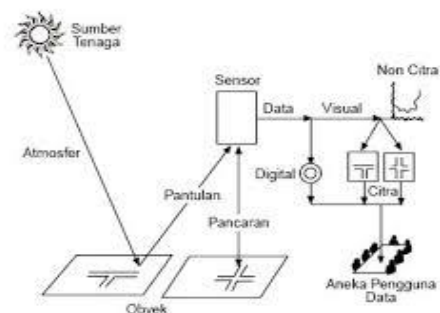 Sumber
Tenaga
Sensor
Non Citra
Data
Visual
Atmosfer
Digital
Pantulan
Citra
Pancaran
Aneka Pengguna
Data
Obyek